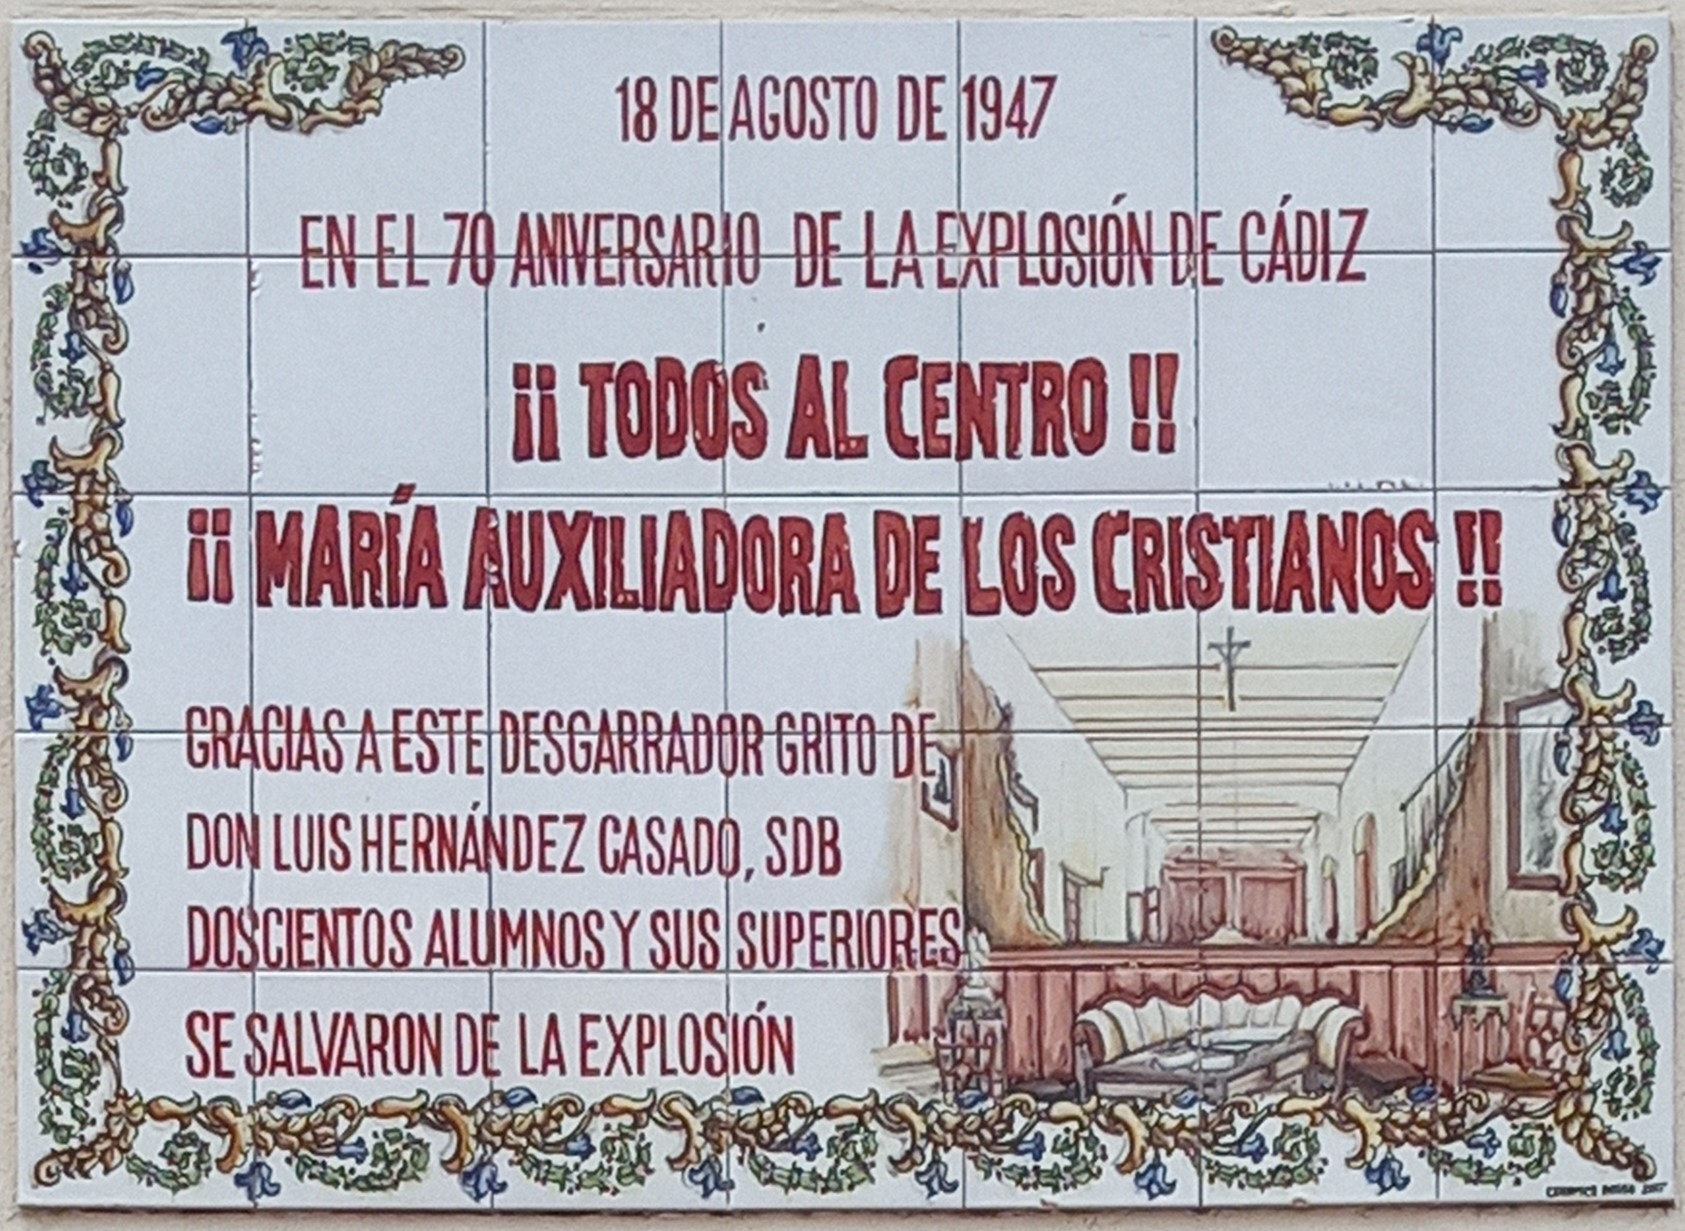 18 DE AGOSTO DE 1947
EN EL 70 ANIVERSARIO DE LA EXPLOSIÓN DE CÁDIZ
¡¡ TODOS AL CENTRO !!
¡¡ MARÍA AUXILIADORA DE LOS CRISTIANOS !!
GRACIAS A ESTE DESGARRADOR GRITO DE
DON LUIS HERNÁNDEZ CASADO, SDB
DOSCIENTOS ALUMNOS Y SUS SUPERIORES
SE SALVARON DE LA EXPLOSIÓN